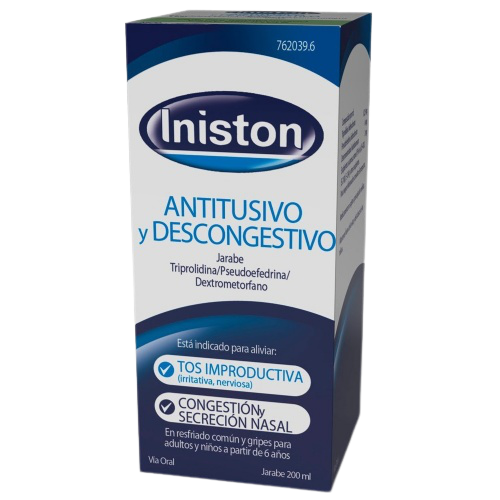 762039.6
Iniston
ANTITUSIVO
y DESCONGESTIVO
Jarabe
Triprolidina/Pseudoefedrina/
Dextrometorfano
Está indicado para aliviar:
TOS IMPRODUCTIVA
(irritativa, nerviosa)
CONGESTIÓN y
SECRECIÓN NASAL
En resfriado común y gripes para
adultos y niños a partir de 6 años
Vía Oral
Jarabe 200 ml